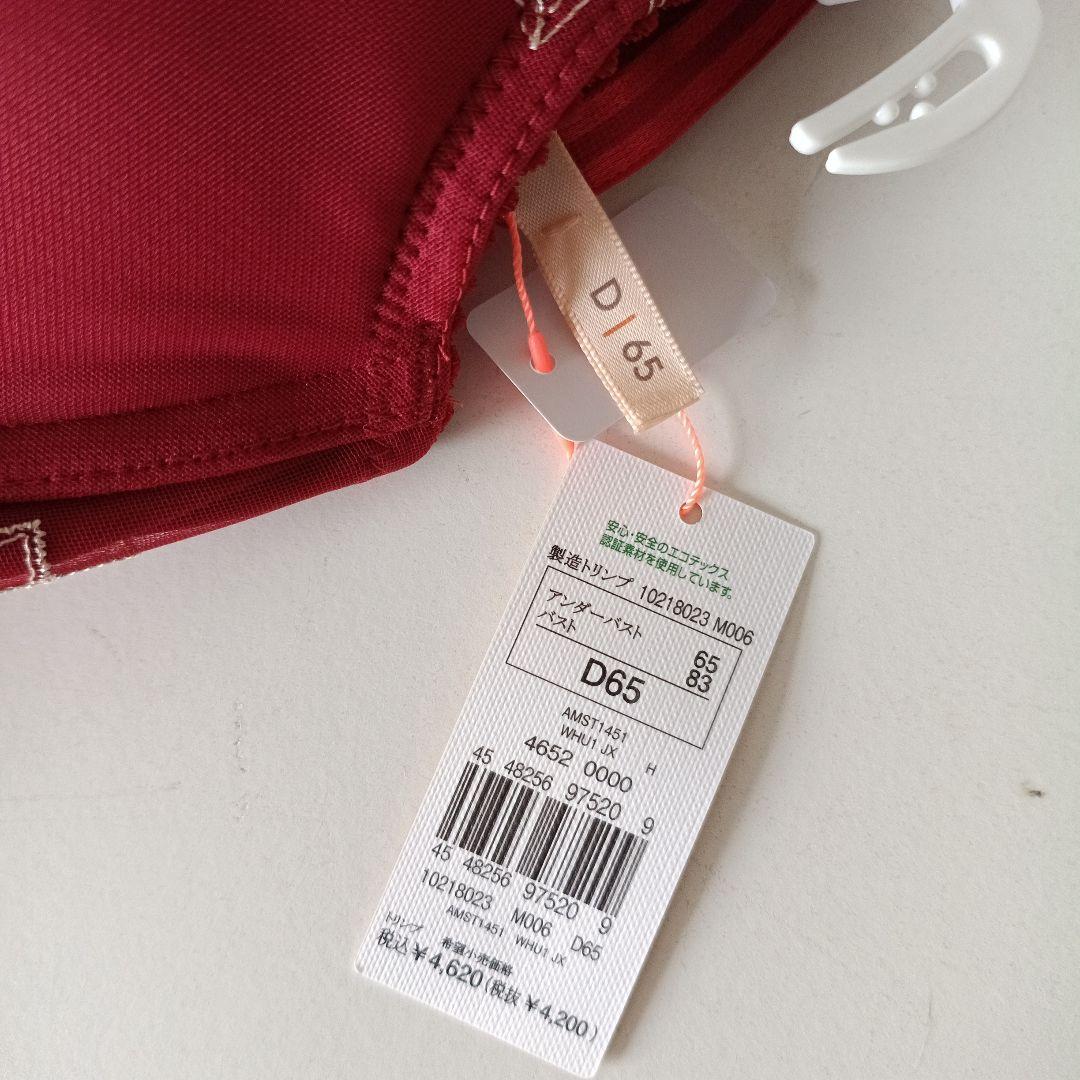 D | 65
安心・安全のエコテックス
認証素材を使用しています。
製造トリンプ 10218023 M006
アンダーバスト 65
バスト 83
D65
AMST1451
WHU1 JX H
4652 0000
45 48256 97520 9
45 48256 97520 9
10218023 M006 D65
AMST1451 WHU1 JX
トリンプ 希望小売価格
税込¥4,620(税抜¥4,200)